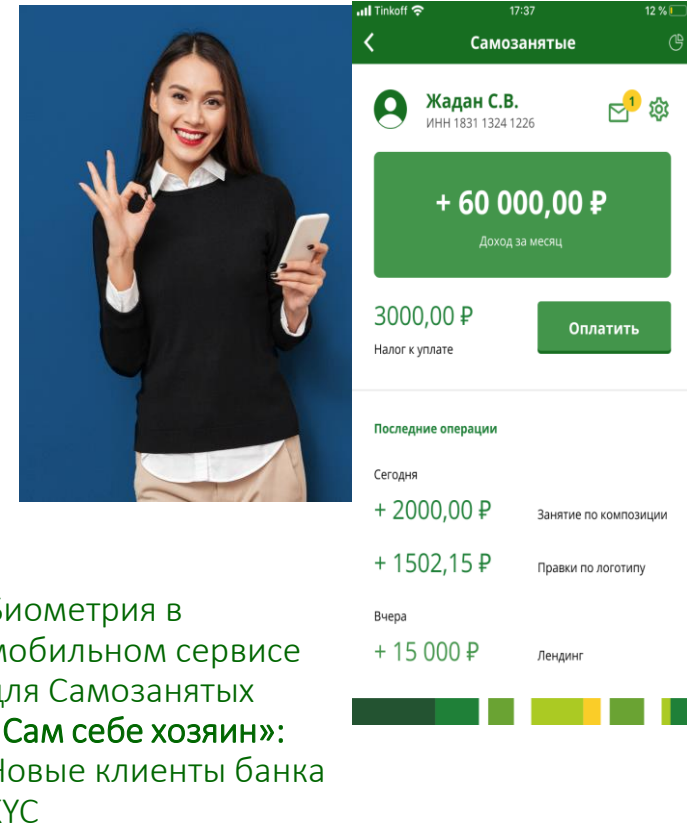 Tinkoff 17:37 12 %
Самозанятые
Жадан С.В.
1
ИНН 1831 1324 1226
+ 60 000,00 ₽
Доход за месяц
3000,00 ₽
Оплатить
Налог к уплате
Последние операции
Сегодня
+ 2000,00 ₽ Занятие по композиции
+ 1502,15 ₽ Правки по логотипу
Вчера
+ 15 000 ₽ Лендинг
Биометрия в
мобильном сервисе
для Самозанятых
Сам себе хозяин»:
Новые клиенты банка
KYC